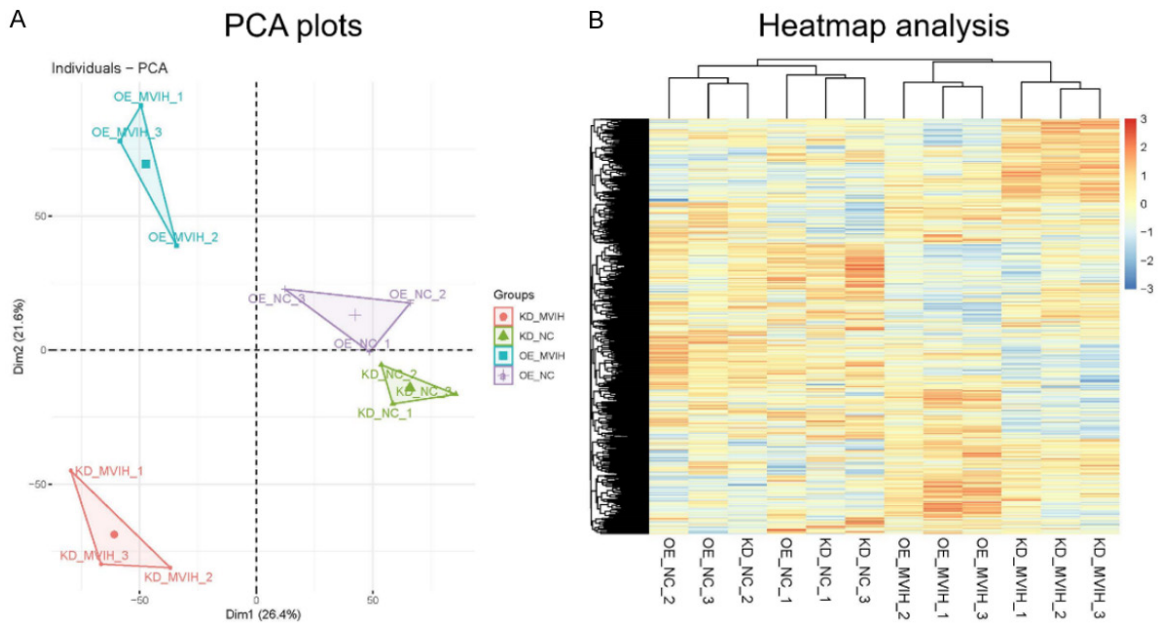 A
PCA plots
Individuals – PCA
OE_MVIH_1
OE_MVIH_3
OE_MVIH_2
OE_NC_3
OE_NC_2
OE_NC_1
KD_NC_2
KD_NC_3
KD_NC_1
KD_MVIH_1
KD_MVIH_3
KD_MVIH_2
50
0
−50
Dim2 (21.6%)
−50
0
50
Dim1 (26.4%)
Groups
KD_MVIH
KD_NC
OE_MVIH
OE_NC
B
Heatmap analysis
3
2
1
0
−1
−2
−3
OE_NC_2
OE_NC_3
KD_NC_2
OE_NC_1
KD_NC_1
KD_NC_3
OE_MVIH_2
OE_MVIH_1
OE_MVIH_3
KD_MVIH_1
KD_MVIH_2
KD_MVIH_3